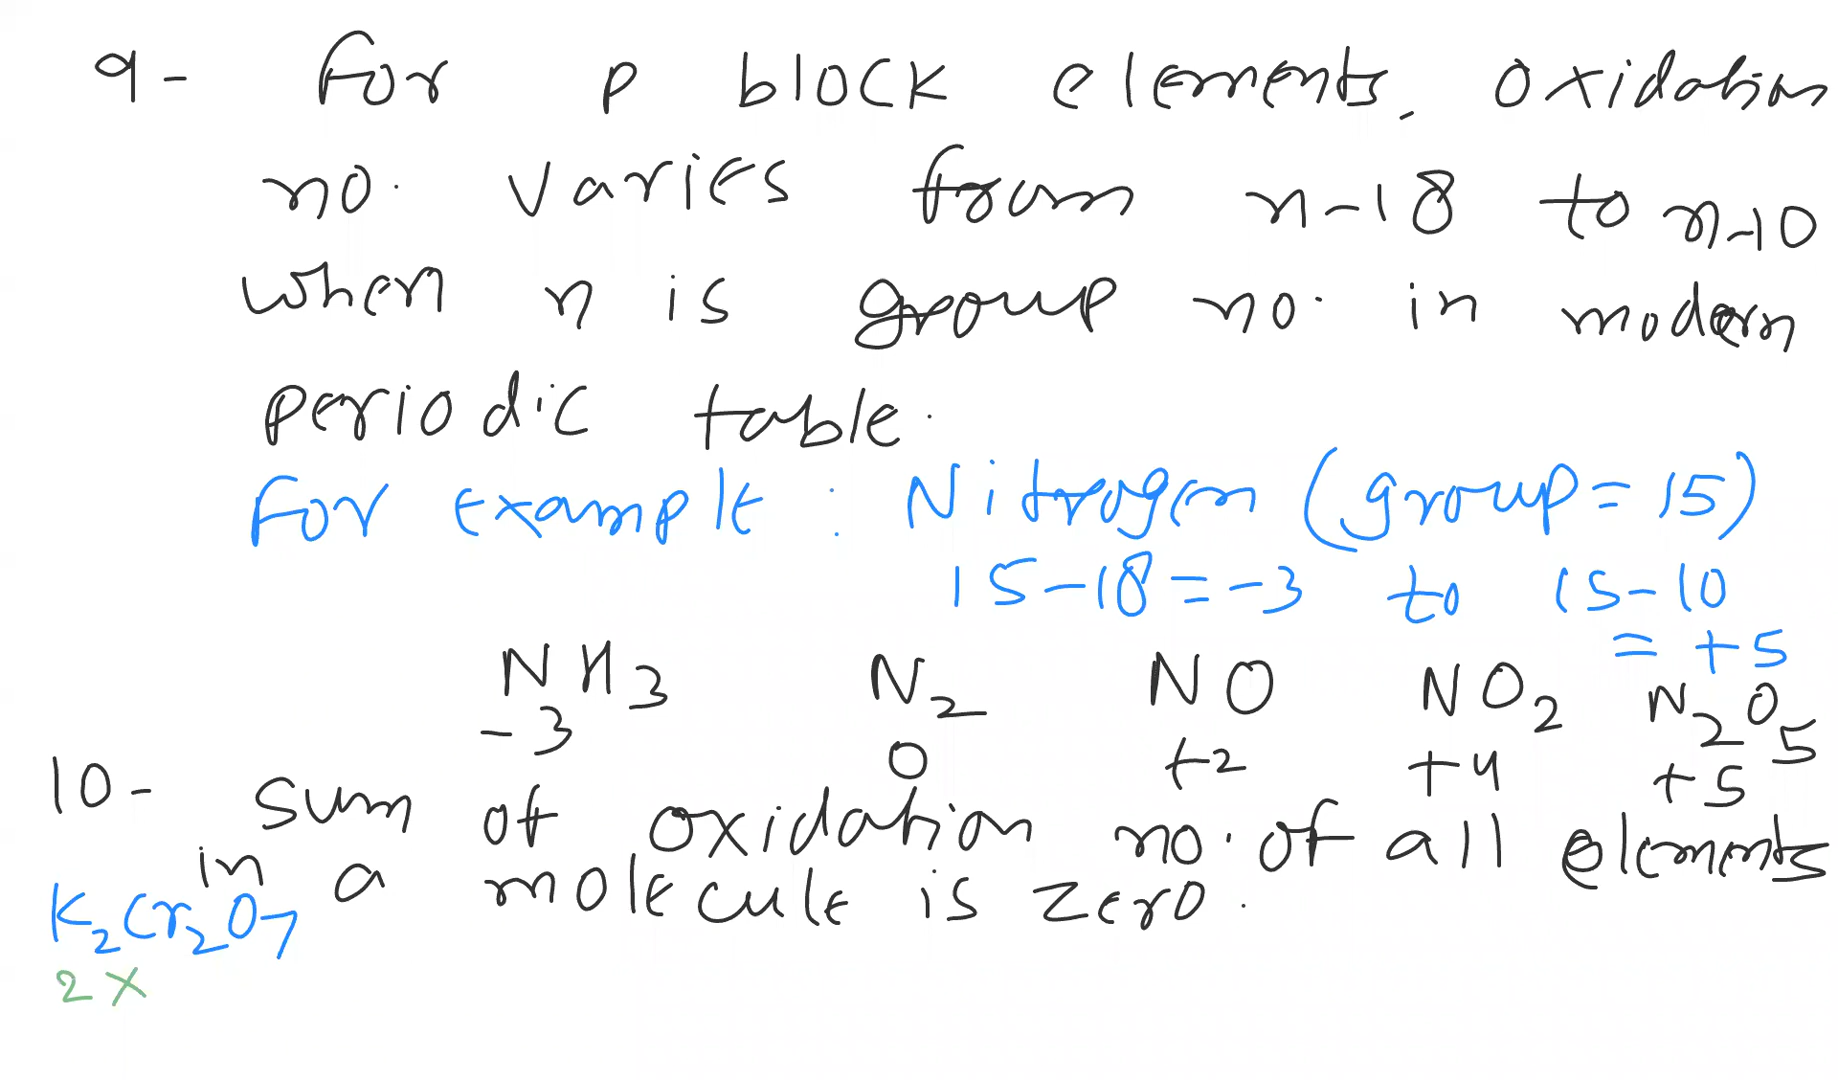 9- For p block elements, oxidation
no. varies from n-18 to n-10
when n is group no. in modern
periodic table.
For Example : Nitrogen (group = 15)
15-18 = -3 to 15-10
= +5
NH3 N2 NO NO2 N2O5
-3 0 +2 +4 +5
10- sum of oxidation no. of all elements
in a molecule is zero.
K2Cr2O7
2x